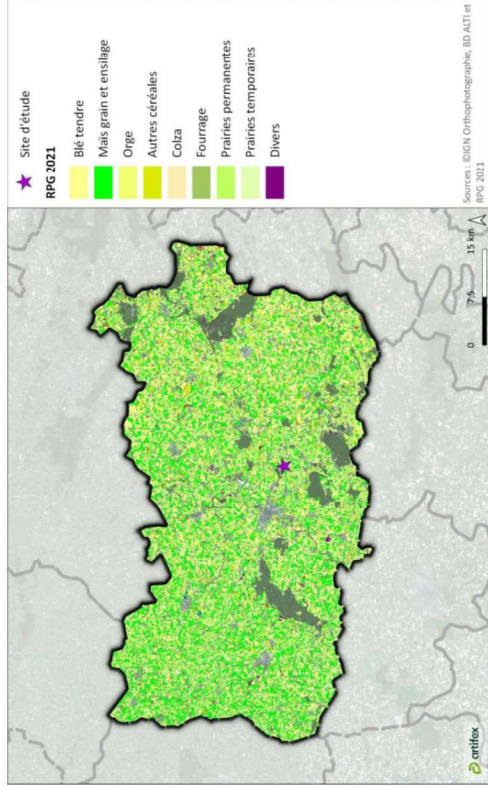 Site d'étude
RPG 2021
Blé tendre
Maïs grain et ensilage
Orge
Autres céréales
Colza
Fourrage
Prairies permanentes
Prairies temporaires
Divers
Sources : ©IGN Orthophotographie, BD ALTI et
RPG 2021
0 7,5 15 km
artifex